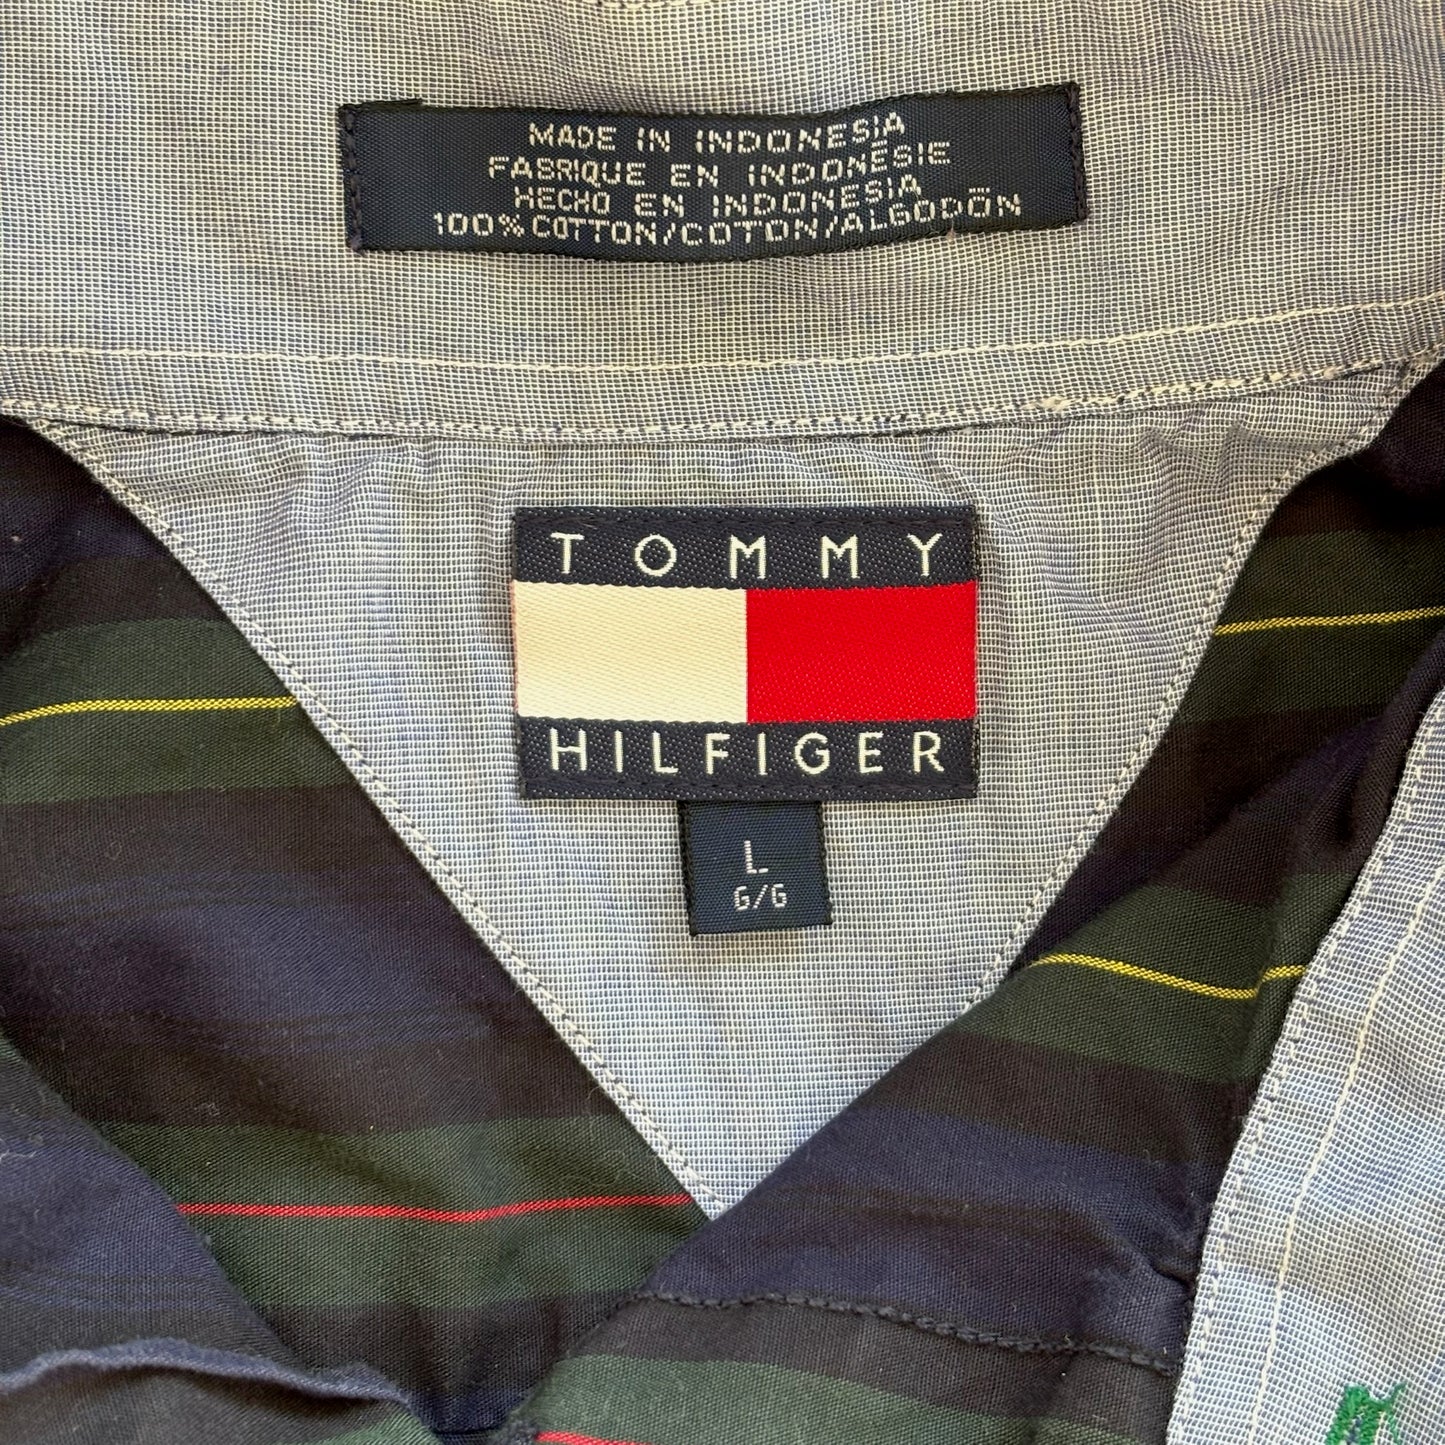 MADE IN INDONESIA
FABRIQUE EN INDONÉSIE
HECHO EN INDONESIA
100% COTTON/COTON/ALGODÓN
TOMMY
HILFIGER
L
G/G